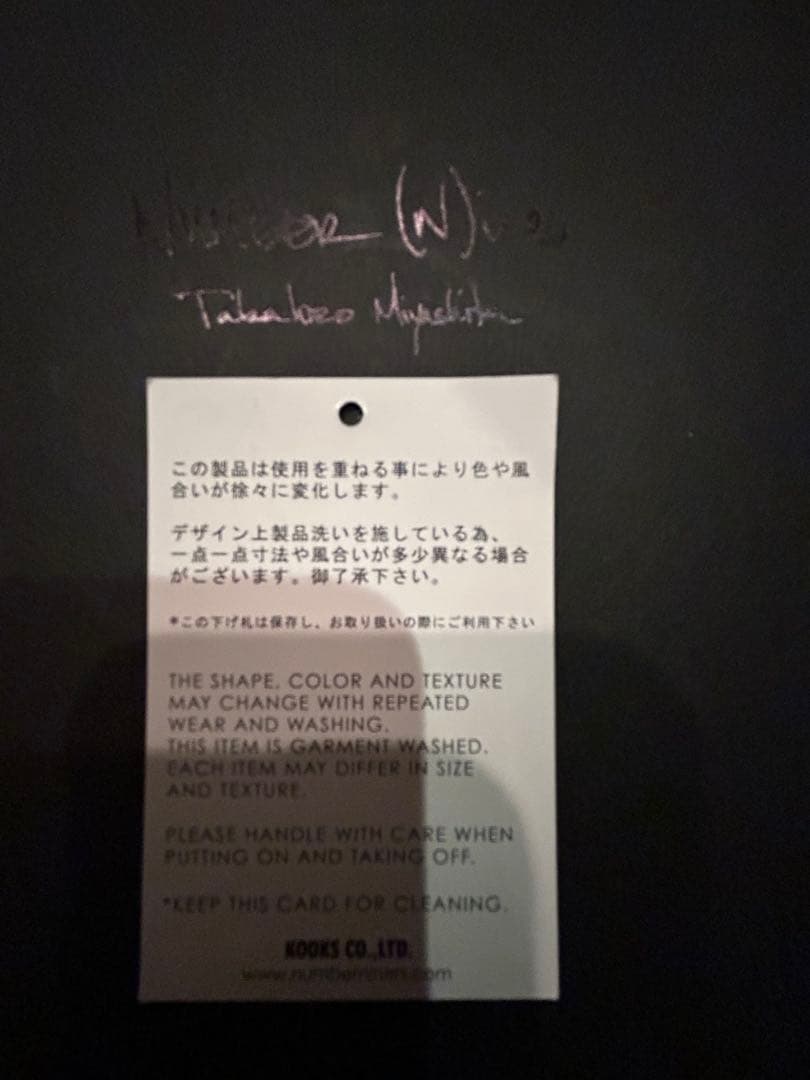 NUMBER (N)ine
Takahiro Miyashita
この製品は使用を重ねる事により色や風
合いが徐々に変化します。
デザイン上製品洗いを施している為、
一点一点寸法や風合いが多少異なる場合
がございます。御了承下さい。
*この下げ札は保存し、お取り扱いの際にご利用下さい
THE SHAPE, COLOR AND TEXTURE
MAY CHANGE WITH REPEATED
WEAR AND WASHING.
THIS ITEM IS GARMENT WASHED.
EACH ITEM MAY DIFFER IN SIZE
AND TEXTURE.
PLEASE HANDLE WITH CARE WHEN
PUTTING ON AND TAKING OFF.
*KEEP THIS CARD FOR CLEANING.
KOOKS CO.,LTD.